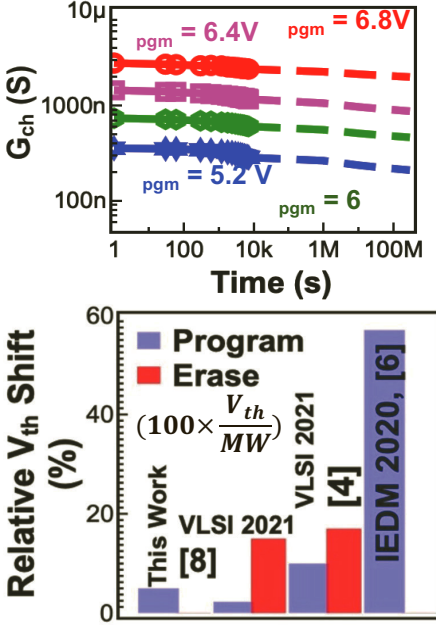 10μ
pgm = 6.4V
pgm = 6.8V
1000n
G_ch (S)
pgm = 5.2 V
100n
pgm = 6
1 100 10k 1M 100M
Time (s)
60
Program
Erase
(100× V_th/MW)
40
Relative V_th Shift
(%)
VLSI 2021
[4]
IEDM 2020, [6]
20
This Work
VLSI 2021
[8]
0